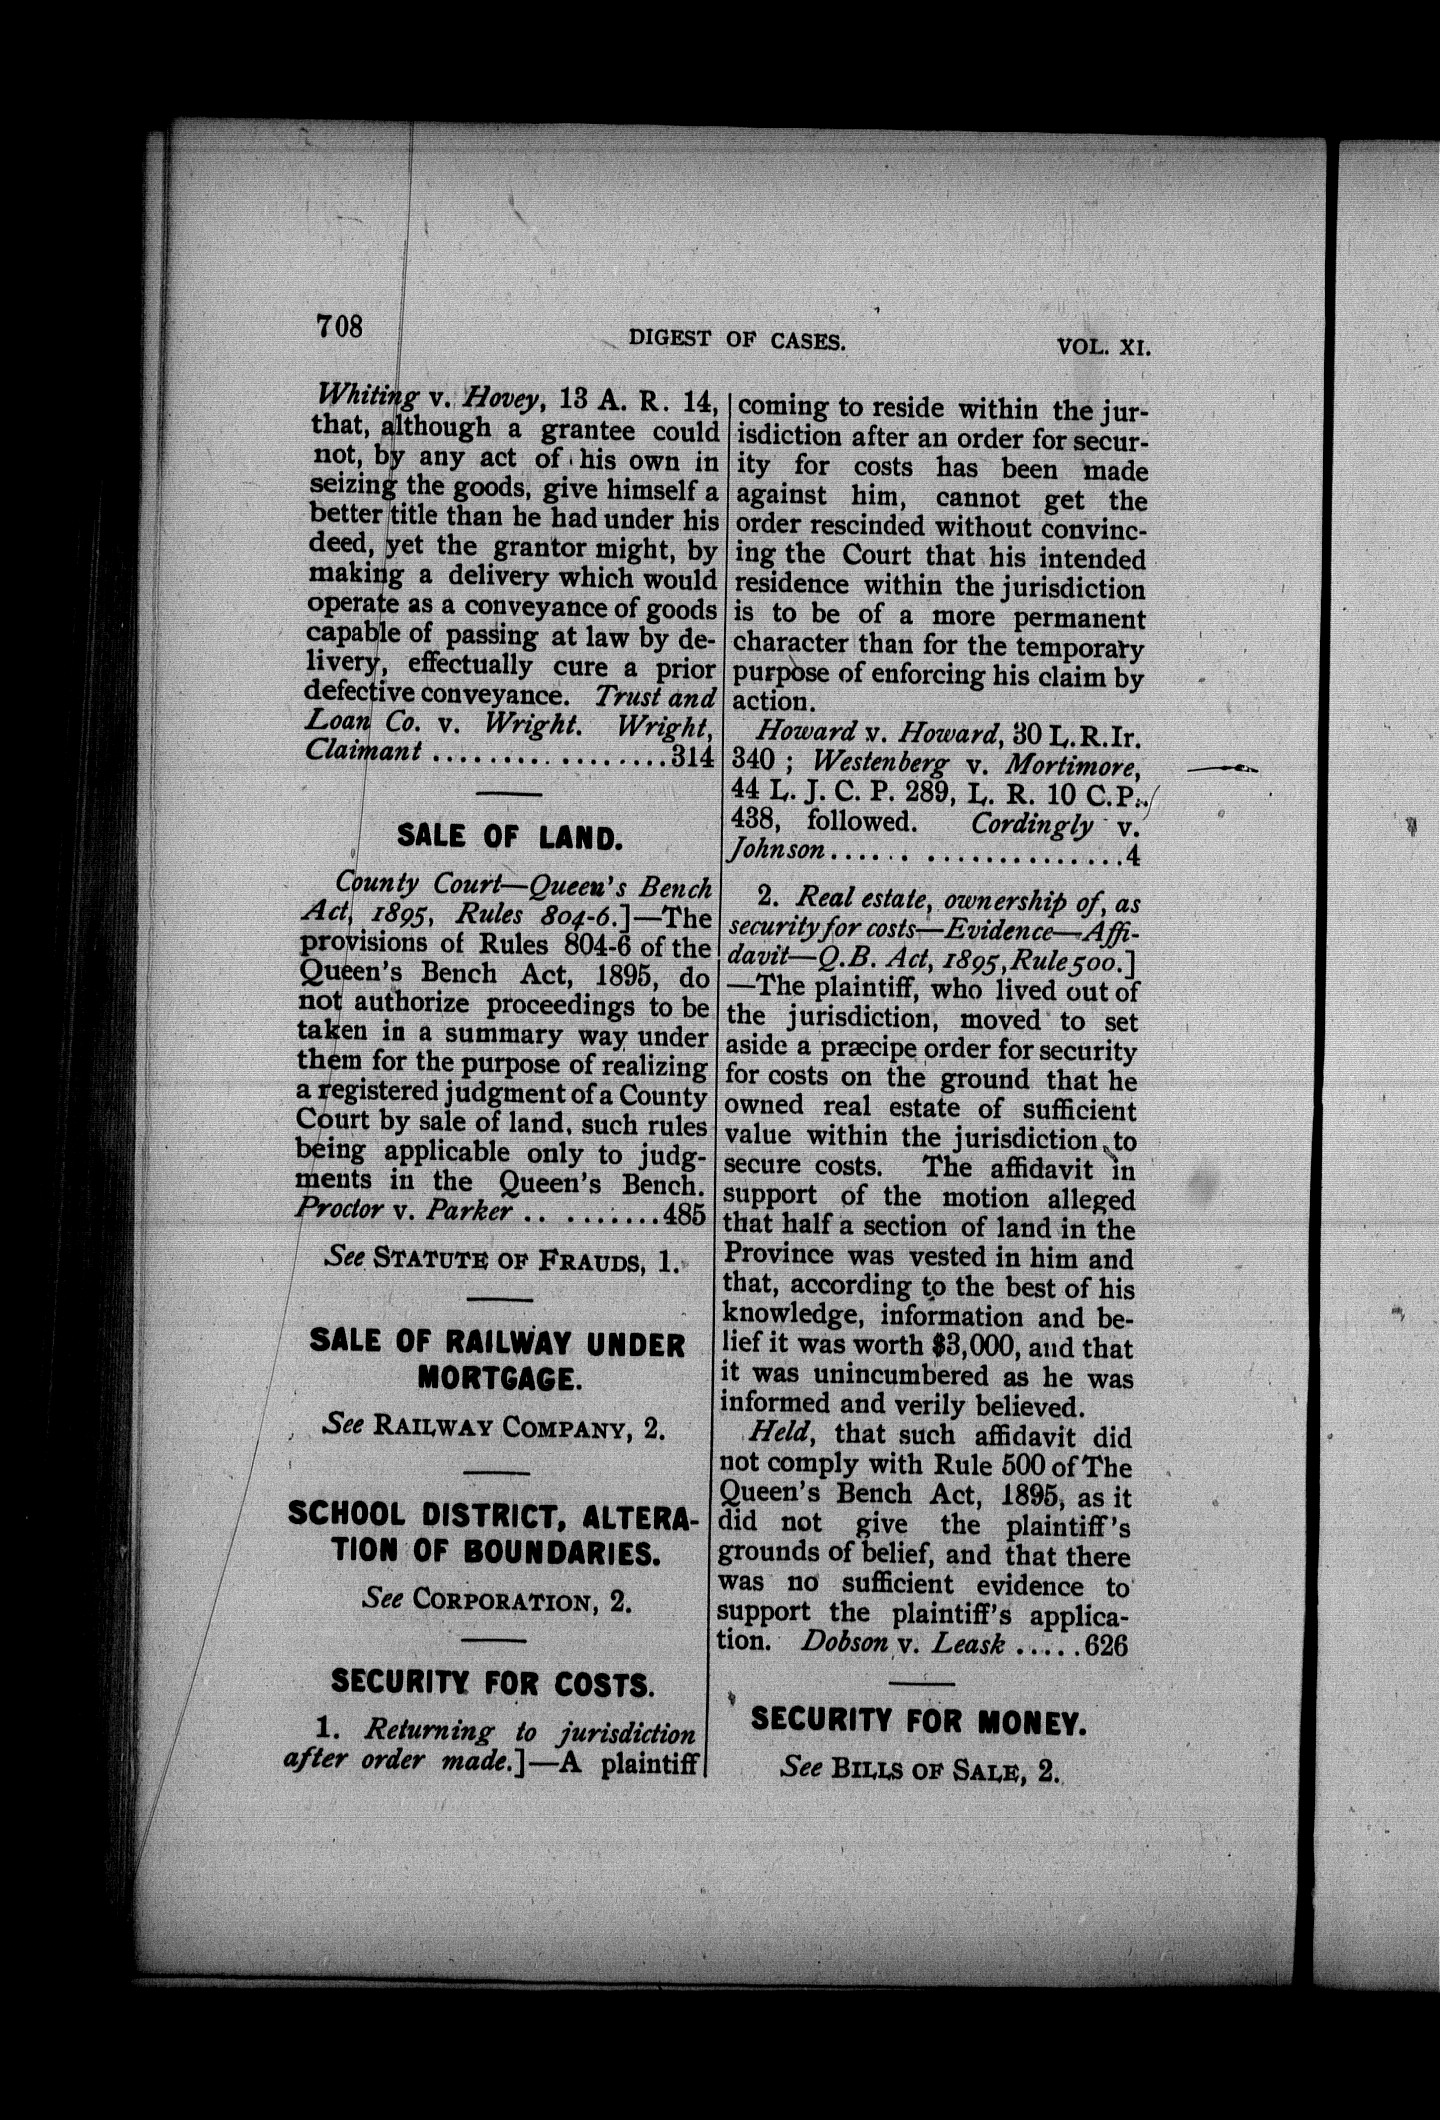 708
DIGEST OF CASES.
VOL. XI.
Whiting v. Hovey, 13 A. R. 14,
that, although a grantee could
not, by any act of his own in
seizing the goods, give himself a
better title than he had under his
deed, yet the grantor might, by
making a delivery which would
operate as a conveyance of goods
capable of passing at law by de-
livery, effectually cure a prior
defective conveyance. Trust and
Loan Co. v. Wright. Wright,
Claimant .................314
SALE OF LAND.
County Court—Queen's Bench
Act, 1895, Rules 804-6.]—The
provisions of Rules 804-6 of the
Queen's Bench Act, 1895, do
not authorize proceedings to be
taken in a summary way under
them for the purpose of realizing
a registered judgment of a County
Court by sale of land, such rules
being applicable only to judg-
ments in the Queen's Bench.
Proctor v. Parker .. ........485
See STATUTE OF FRAUDS, 1.
SALE OF RAILWAY UNDER
MORTGAGE.
See RAILWAY COMPANY, 2.
SCHOOL DISTRICT, ALTERA-
TION OF BOUNDARIES.
See CORPORATION, 2.
SECURITY FOR COSTS.
1. Returning to jurisdiction
after order made.]—A plaintiff
coming to reside within the jur-
isdiction after an order for secur-
ity for costs has been made
against him, cannot get the
order rescinded without convinc-
ing the Court that his intended
residence within the jurisdiction
is to be of a more permanent
character than for the temporary
purpose of enforcing his claim by
action.
Howard v. Howard, 30 L.R.Ir.
340 ; Westenberg v. Mortimore,
44 L. J. C. P. 289, L. R. 10 C.P.
438, followed. Cordingly v.
Johnson...... ..............4
2. Real estate, ownership of, as
security for costs—Evidence—Affi-
davit—Q.B. Act, 1895, Rule 500.]
—The plaintiff, who lived out of
the jurisdiction, moved to set
aside a præcipe order for security
for costs on the ground that he
owned real estate of sufficient
value within the jurisdiction to
secure costs. The affidavit in
support of the motion alleged
that half a section of land in the
Province was vested in him and
that, according to the best of his
knowledge, information and be-
lief it was worth $3,000, and that
it was unincumbered as he was
informed and verily believed.
Held, that such affidavit did
not comply with Rule 500 of The
Queen's Bench Act, 1895, as it
did not give the plaintiff's
grounds of belief, and that there
was no sufficient evidence to
support the plaintiff's applica-
tion. Dobson v. Leask .....626
SECURITY FOR MONEY.
See BILLS OF SALE, 2.